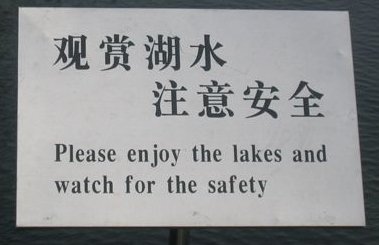 观赏湖水
注意安全
Please enjoy the lakes and
watch for the safety